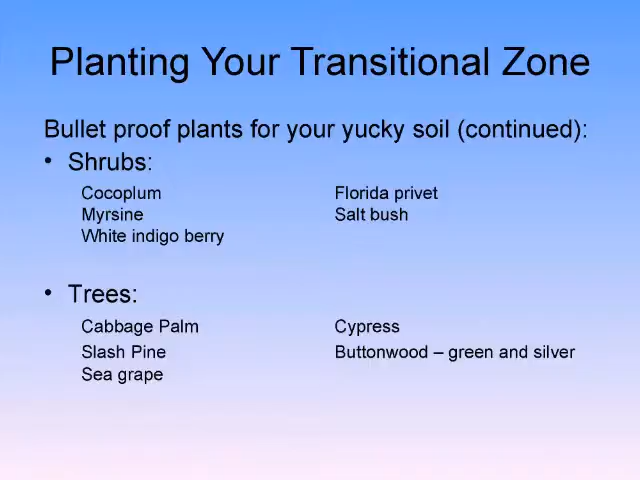 Planting Your Transitional Zone
Bullet proof plants for your yucky soil (continued):
• Shrubs:
Cocoplum Florida privet
Myrsine Salt bush
White indigo berry
• Trees:
Cabbage Palm Cypress
Slash Pine Buttonwood – green and silver
Sea grape